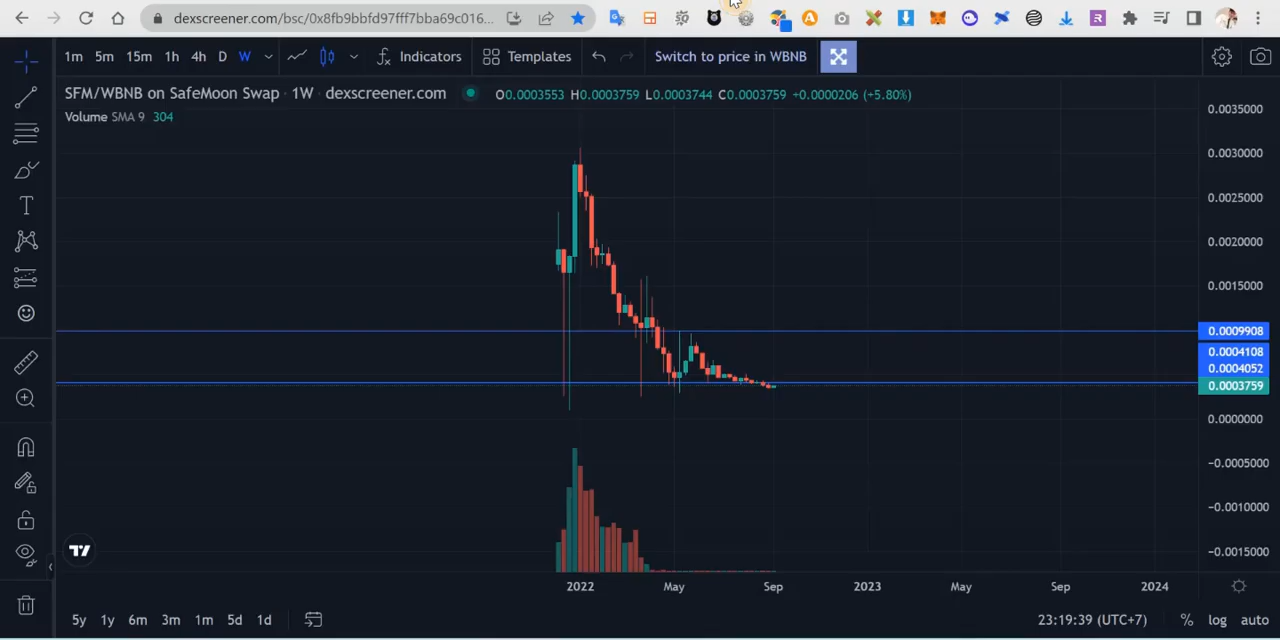 dexscreener.com/bsc/0x8fb9bbfd97fff7bba69c016...
1m 5m 15m 1h 4h D W Indicators Templates Switch to price in WBNB
SFM/WBNB on SafeMoon Swap · 1W · dexscreener.com O0.0003553 H0.0003759 L0.0003744 C0.0003759 +0.0000206 (+5.80%)
Volume SMA 9 304
0.0035000
0.0030000
0.0025000
0.0020000
0.0015000
0.0009908
0.0004108
0.0004052
0.0003759
0.0000000
−0.0005000
−0.0010000
−0.0015000
2022 May Sep 2023 May Sep 2024
5y 1y 6m 3m 1m 5d 1d 23:19:39 (UTC+7) % log auto